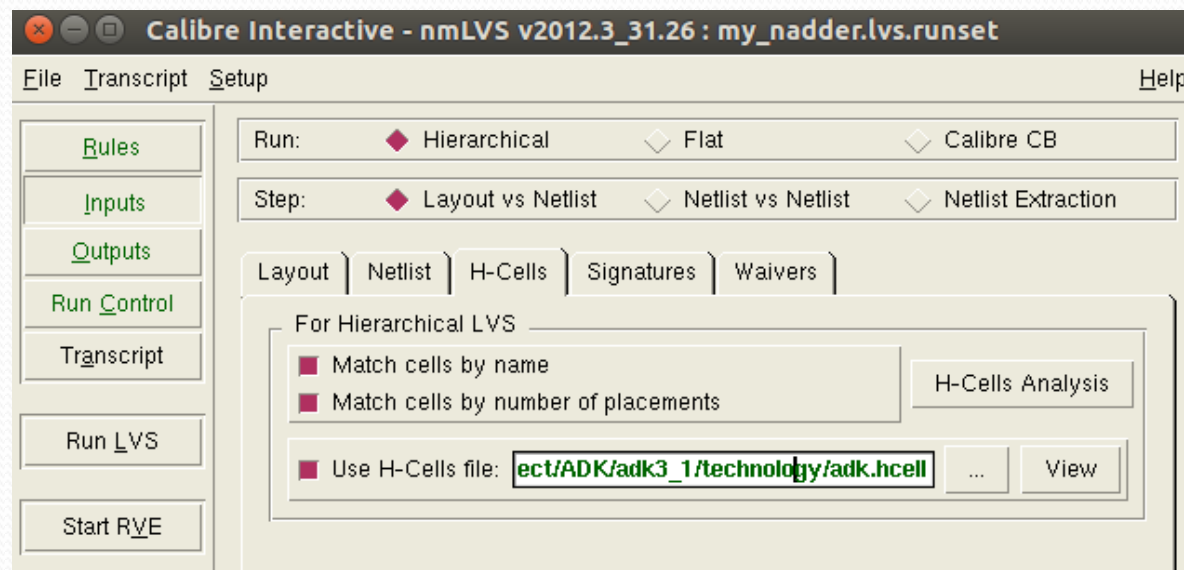 Calibre Interactive - nmLVS v2012.3_31.26 : my_nadder.lvs.runset
File Transcript Setup Help
Rules
Inputs
Outputs
Run Control
Transcript
Run LVS
Start RVE
Run: Hierarchical Flat Calibre CB
Step: Layout vs Netlist Netlist vs Netlist Netlist Extraction
Layout Netlist H-Cells Signatures Waivers
For Hierarchical LVS
Match cells by name
Match cells by number of placements
H-Cells Analysis
Use H-Cells file: ect/ADK/adk3_1/technology/adk.hcell ... View